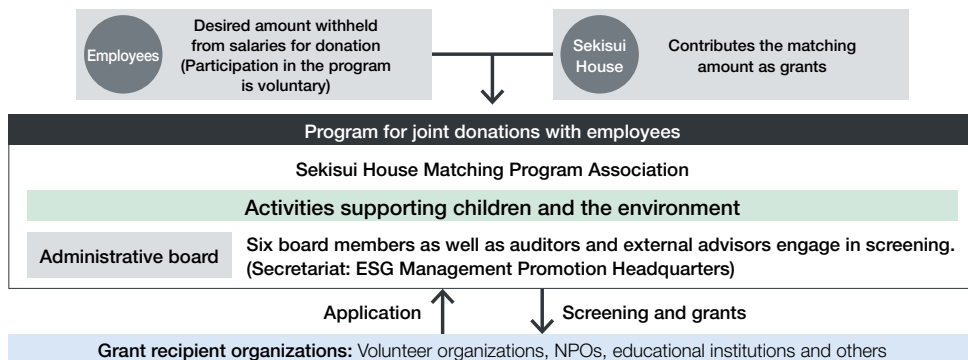 Employees
Desired amount withheld
from salaries for donation
(Participation in the program
is voluntary)
Sekisui
House
Contributes the matching
amount as grants
Program for joint donations with employees
Sekisui House Matching Program Association
Activities supporting children and the environment
Administrative board
Six board members as well as auditors and external advisors engage in screening.
(Secretariat: ESG Management Promotion Headquarters)
Application
Screening and grants
Grant recipient organizations: Volunteer organizations, NPOs, educational institutions and others